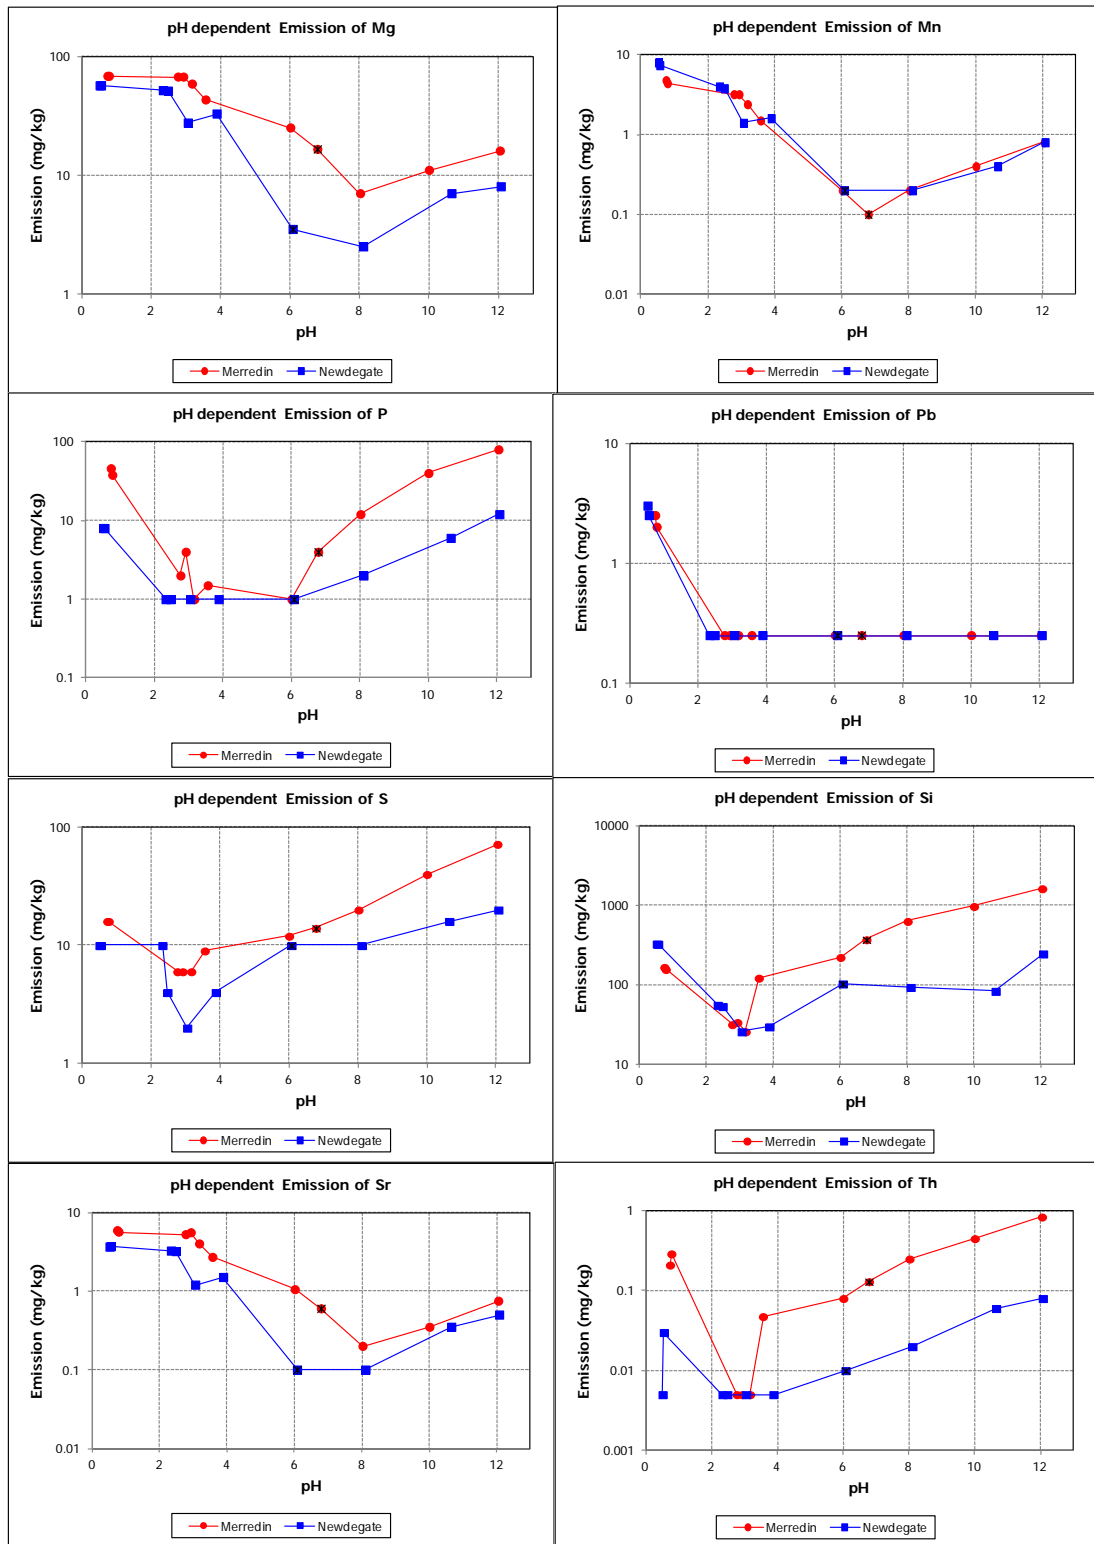 pH dependent Emission of Mg
100
10
1
Emission (mg/kg)
0 2 4 6 8 10 12
pH
Merredin Newdegate
pH dependent Emission of Mn
10
1
0.1
0.01
Emission (mg/kg)
0 2 4 6 8 10 12
pH
Merredin Newdegate
pH dependent Emission of P
100
10
1
0.1
Emission (mg/kg)
0 2 4 6 8 10 12
pH
Merredin Newdegate
pH dependent Emission of Pb
10
1
0.1
Emission (mg/kg)
0 2 4 6 8 10 12
pH
Merredin Newdegate
pH dependent Emission of S
100
10
1
Emission (mg/kg)
0 2 4 6 8 10 12
pH
Merredin Newdegate
pH dependent Emission of Si
10000
1000
100
10
Emission (mg/kg)
0 2 4 6 8 10 12
pH
Merredin Newdegate
pH dependent Emission of Sr
10
1
0.1
0.01
Emission (mg/kg)
0 2 4 6 8 10 12
pH
Merredin Newdegate
pH dependent Emission of Th
1
0.1
0.01
0.001
Emission (mg/kg)
0 2 4 6 8 10 12
pH
Merredin Newdegate